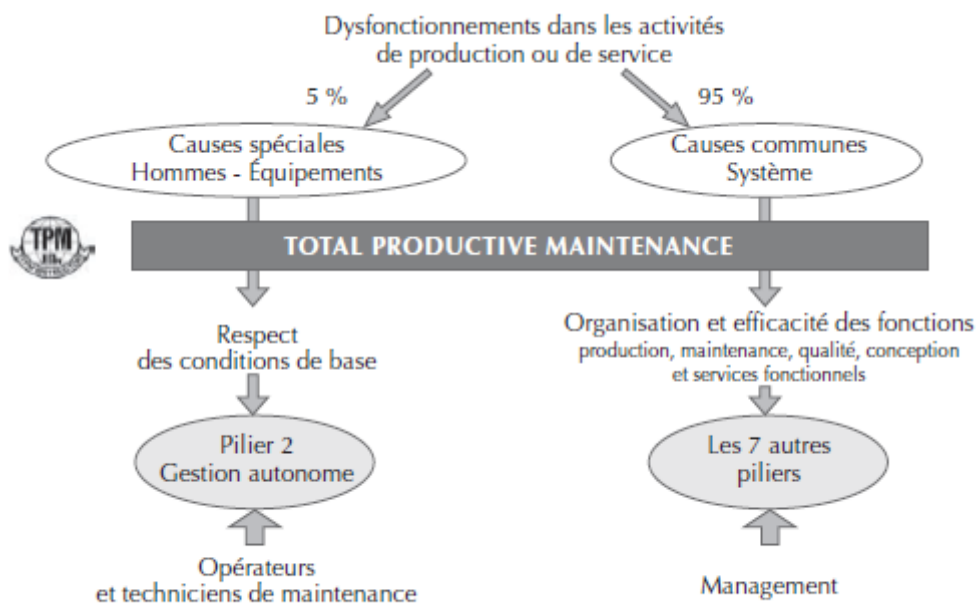 Dysfonctionnements dans les activités
de production ou de service
5 %
95 %
Causes spéciales
Hommes - Équipements
Causes communes
Système
TPM
TOTAL PRODUCTIVE MAINTENANCE
Respect
des conditions de base
Organisation et efficacité des fonctions
production, maintenance, qualité, conception
et services fonctionnels
Pilier 2
Gestion autonome
Les 7 autres
piliers
Opérateurs
et techniciens de maintenance
Management